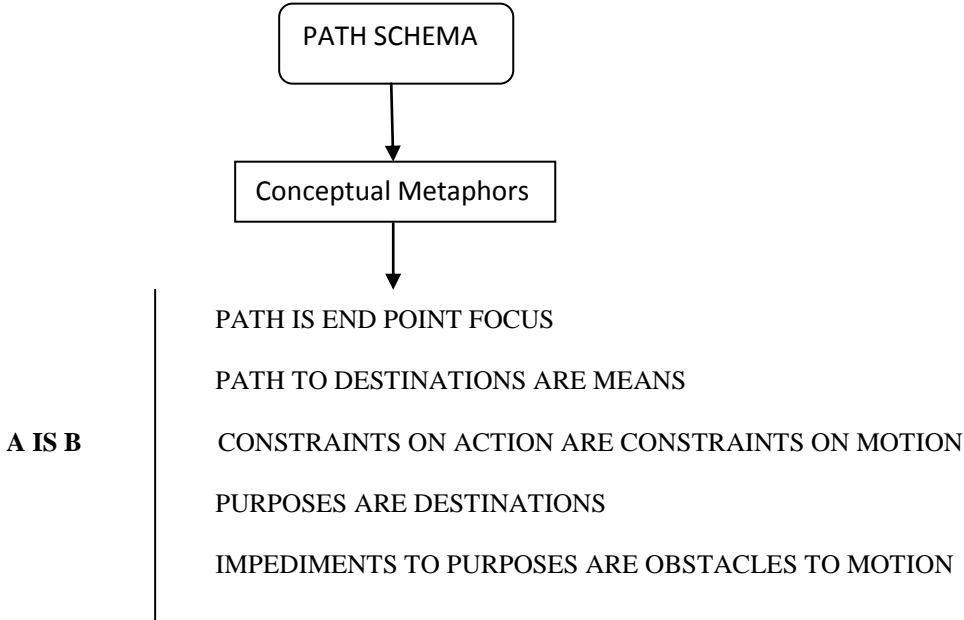 PATH SCHEMA
Conceptual Metaphors
PATH IS END POINT FOCUS
PATH TO DESTINATIONS ARE MEANS
A IS B
CONSTRAINTS ON ACTION ARE CONSTRAINTS ON MOTION
PURPOSES ARE DESTINATIONS
IMPEDIMENTS TO PURPOSES ARE OBSTACLES TO MOTION